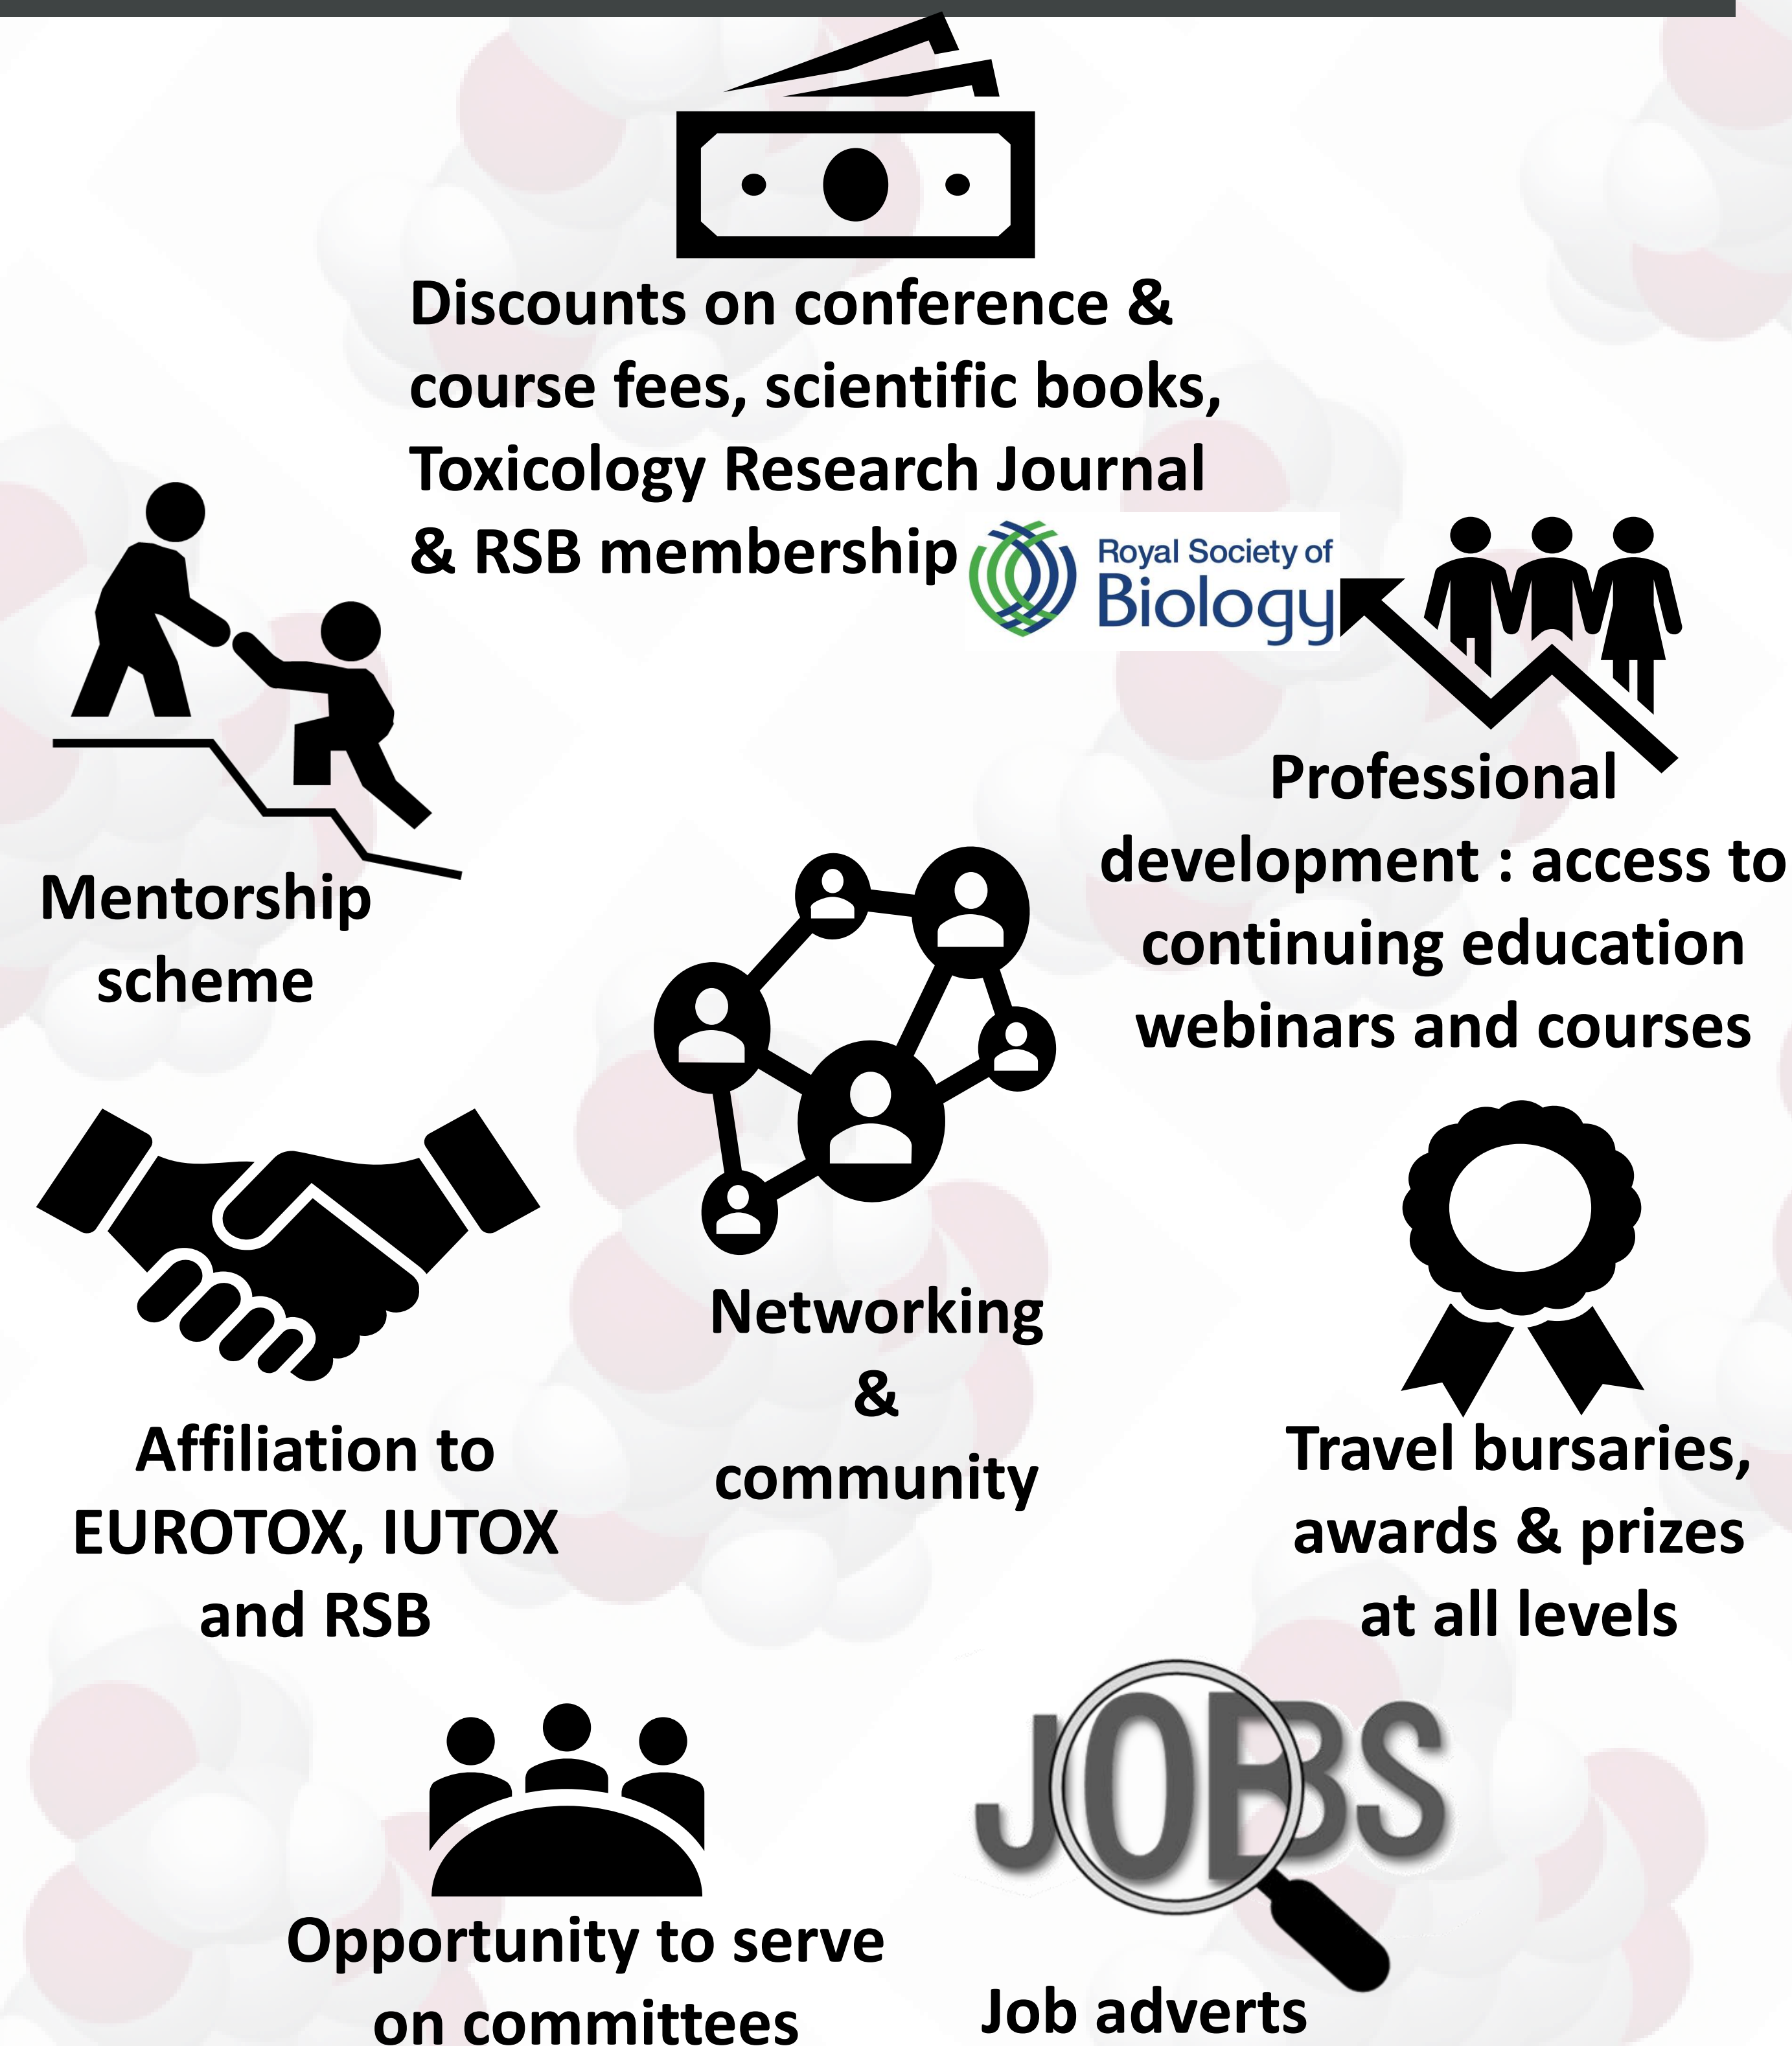 Discounts on conference &
course fees, scientific books,
Toxicology Research Journal
& RSB membership
Royal Society of
Biology
Mentorship
scheme
Professional
development : access to
continuing education
webinars and courses
Networking
&
community
Affiliation to
EUROTOX, IUTOX
and RSB
Travel bursaries,
awards & prizes
at all levels
Opportunity to serve
on committees
JOBS
Job adverts